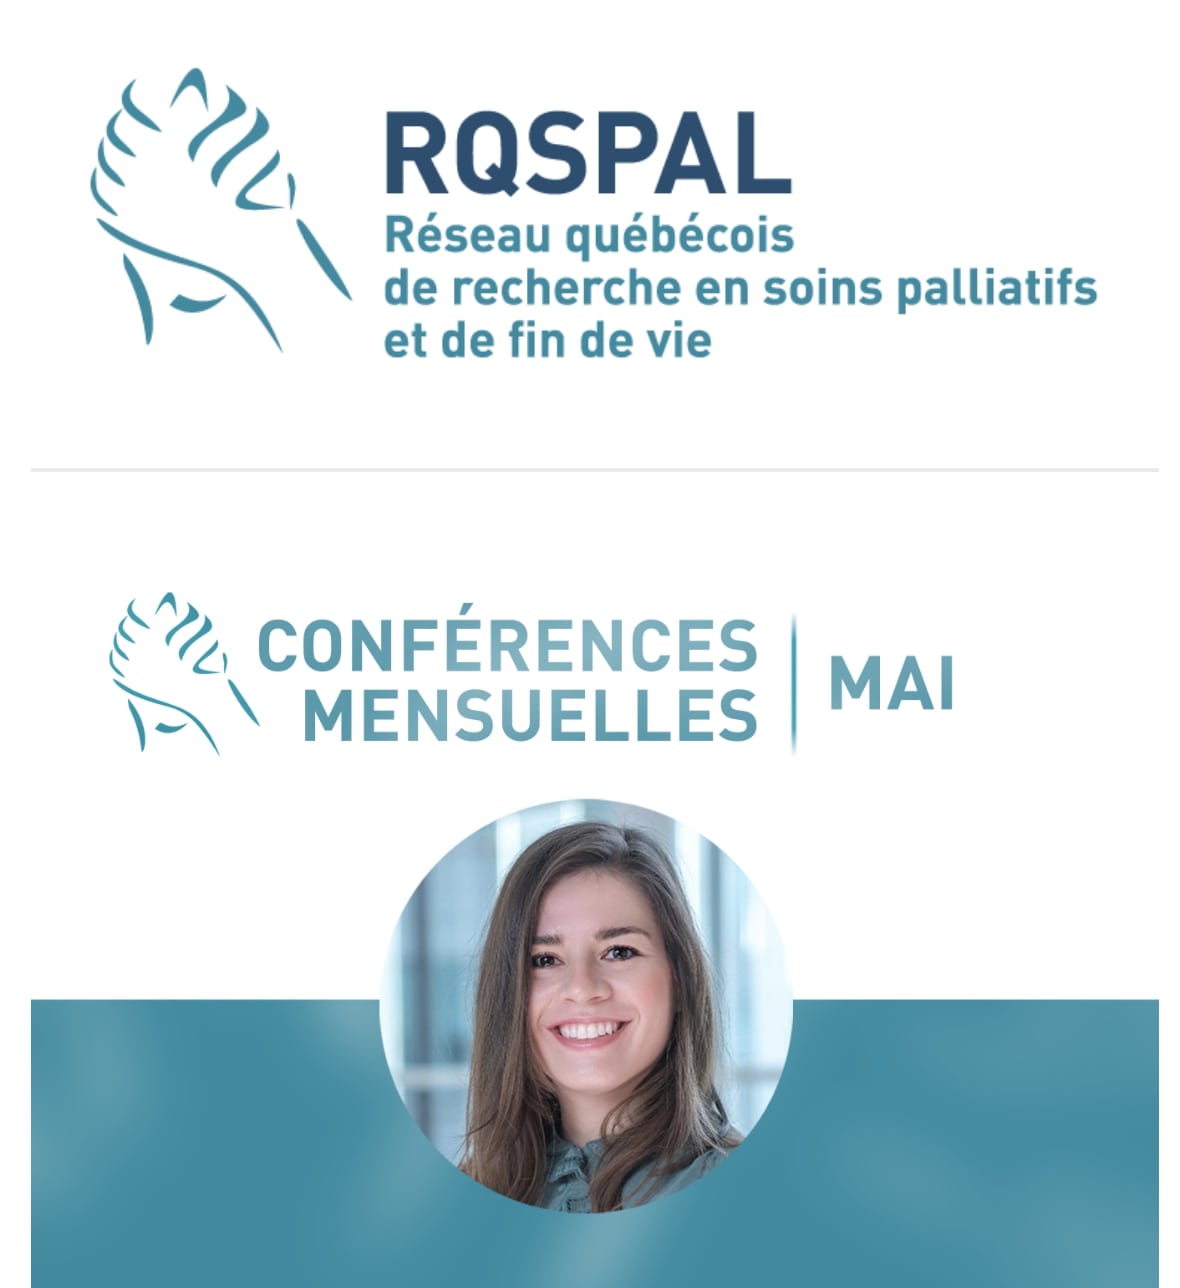 RQSPAL
Réseau québécois
de recherche en soins palliatifs
et de fin de vie
CONFÉRENCES
MENSUELLES
MAI